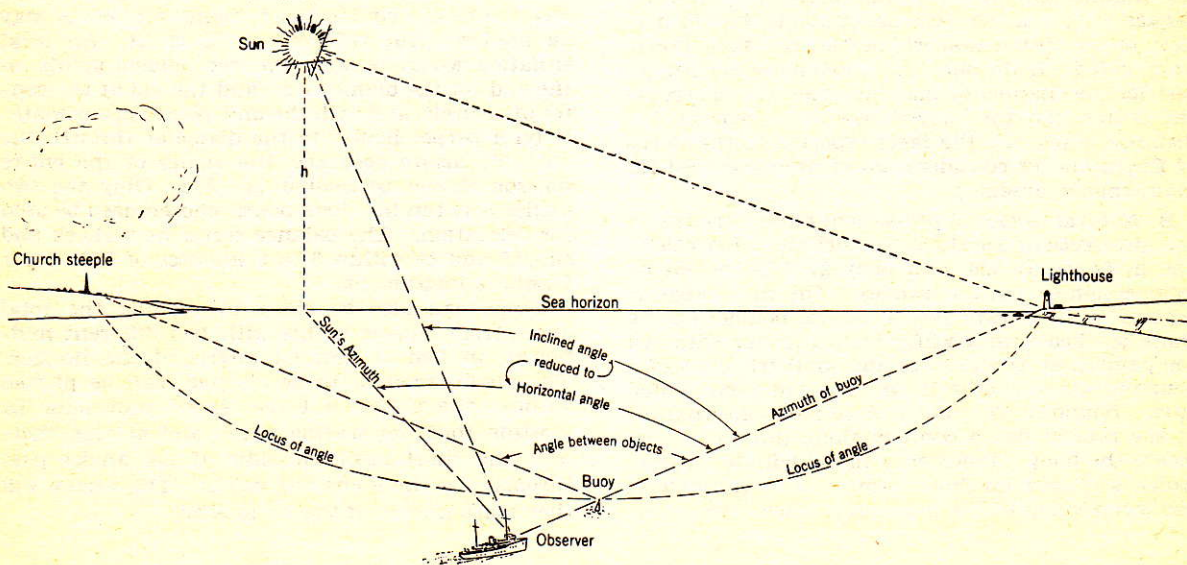 Sun
h
Church steeple
Lighthouse
Sea horizon
Sun's Azimuth
Inclined angle
reduced to
Horizontal angle
Azimuth of buoy
Angle between objects
Locus of angle
Locus of angle
Buoy
Observer